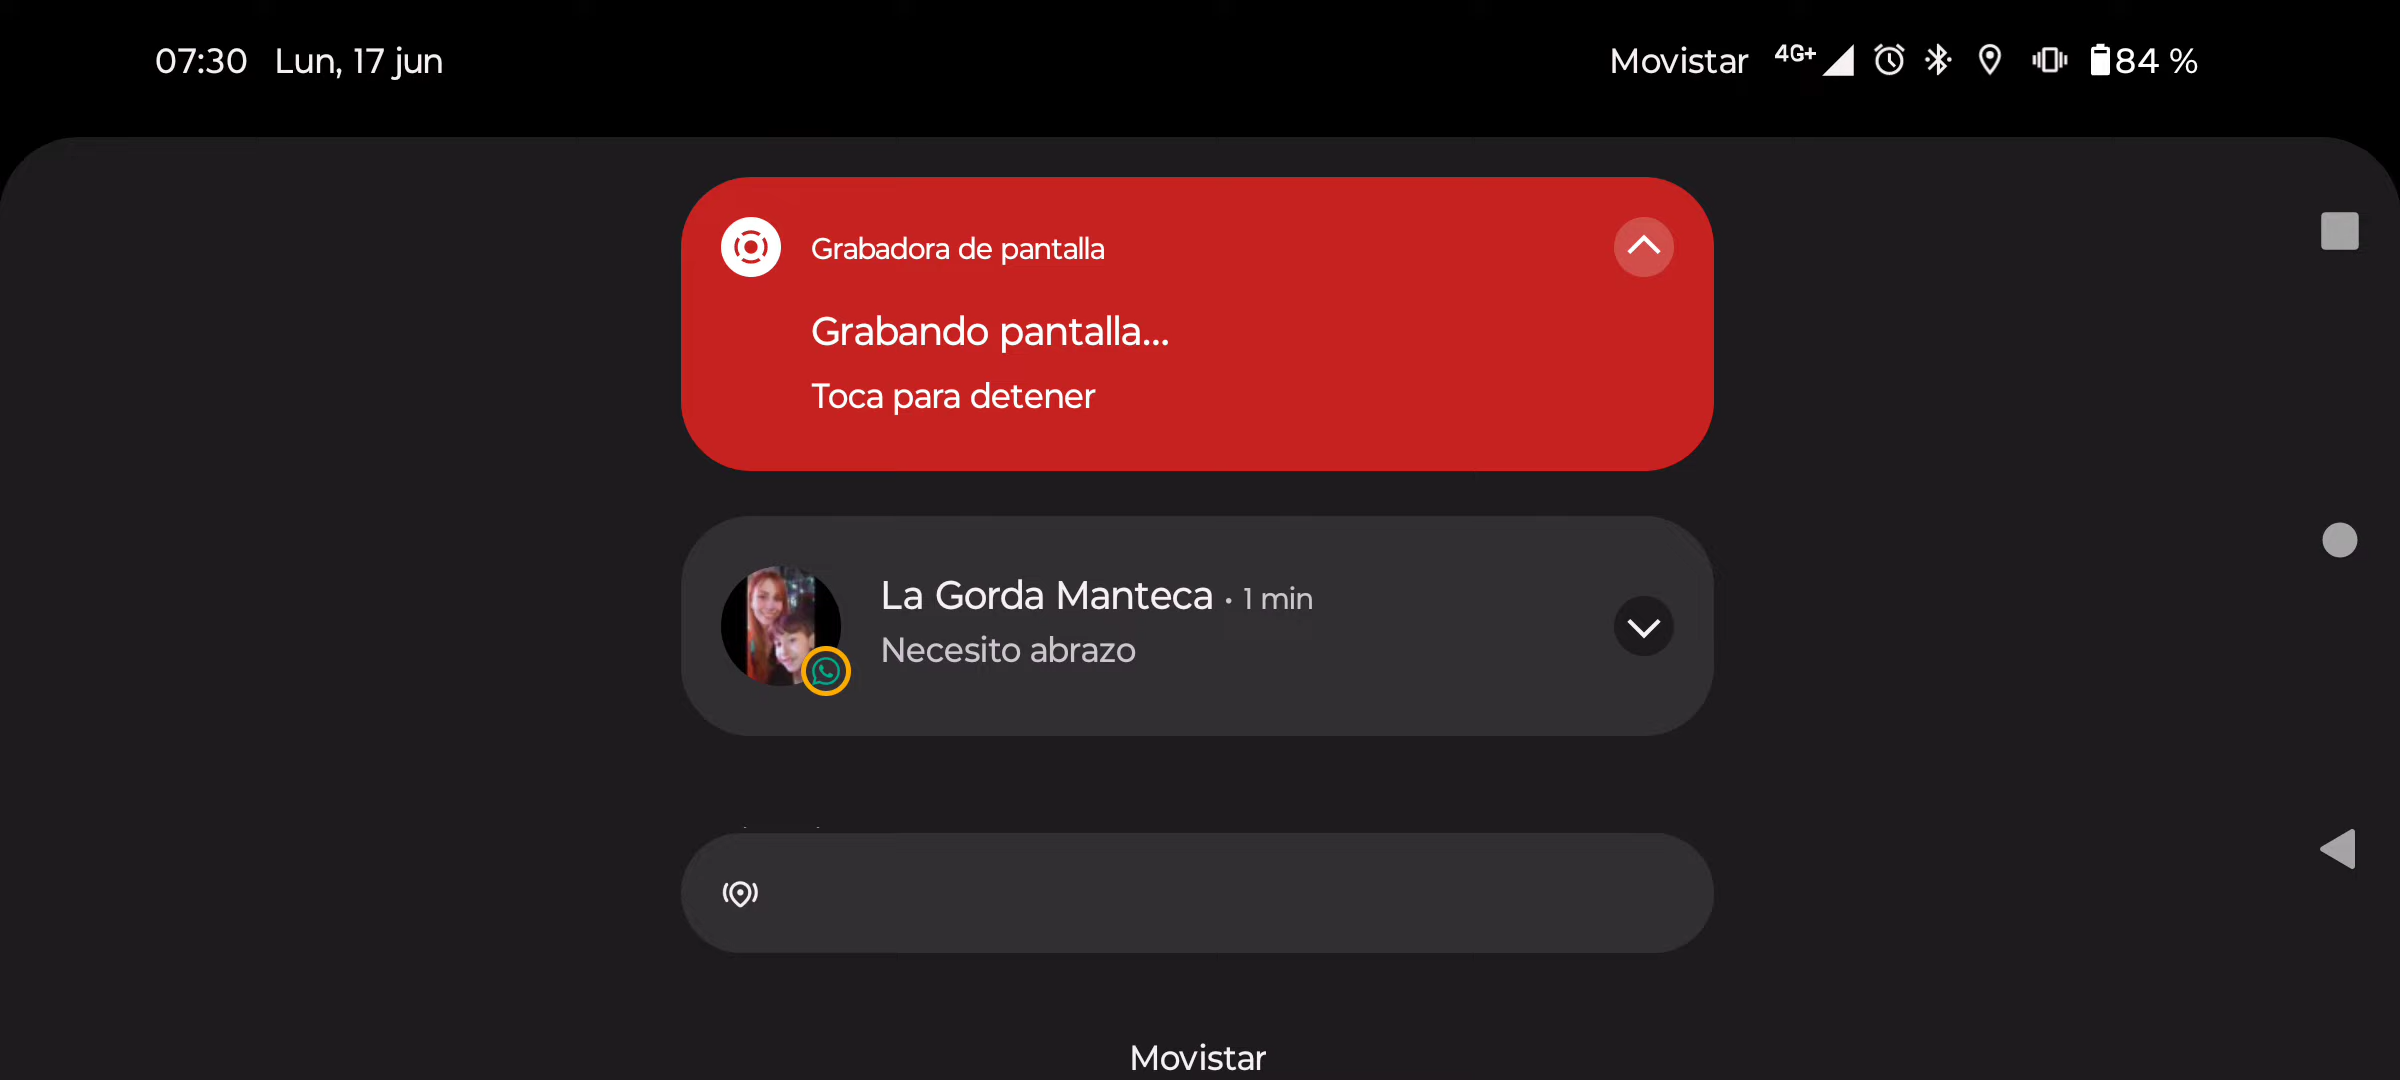 07:30 Lun, 17 jun
Movistar 4G+ 84 %
Grabadora de pantalla
Grabando pantalla...
Toca para detener
La Gorda Manteca · 1 min
Necesito abrazo
Movistar